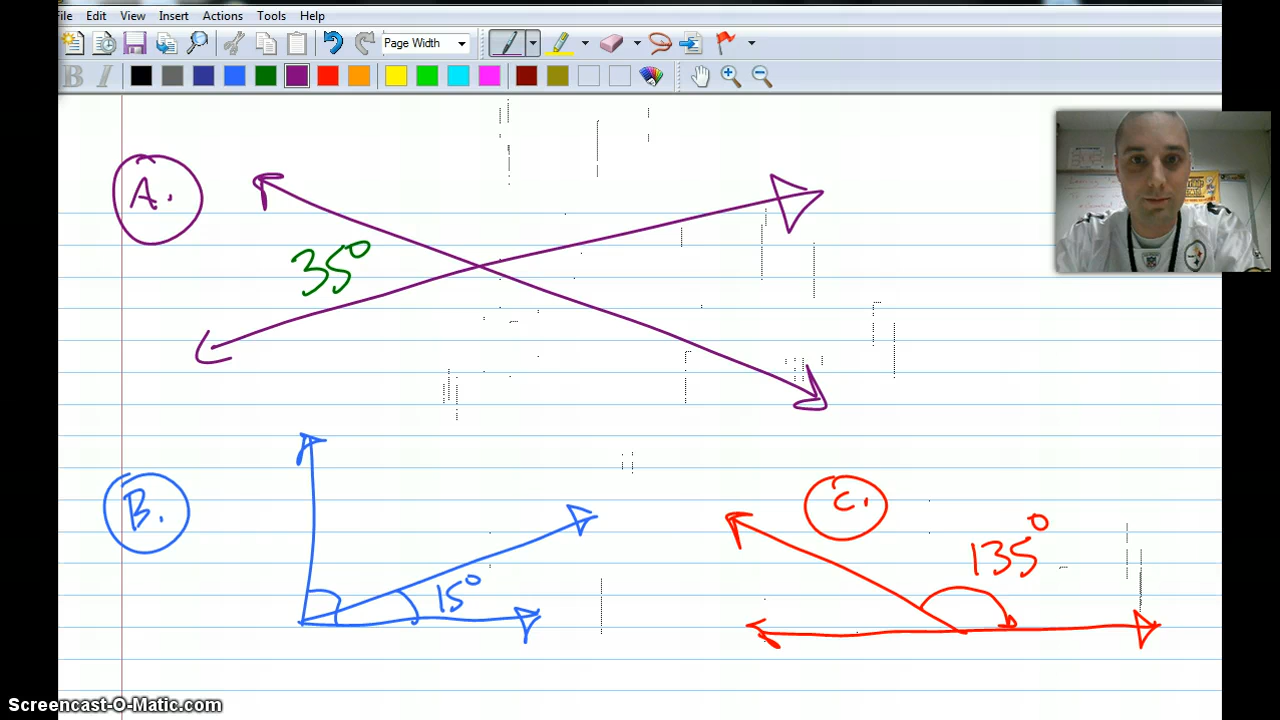 File Edit View Insert Actions Tools Help
Page Width
B I
A.
35°
B.
15°
C.
135°
Screencast-O-Matic.com